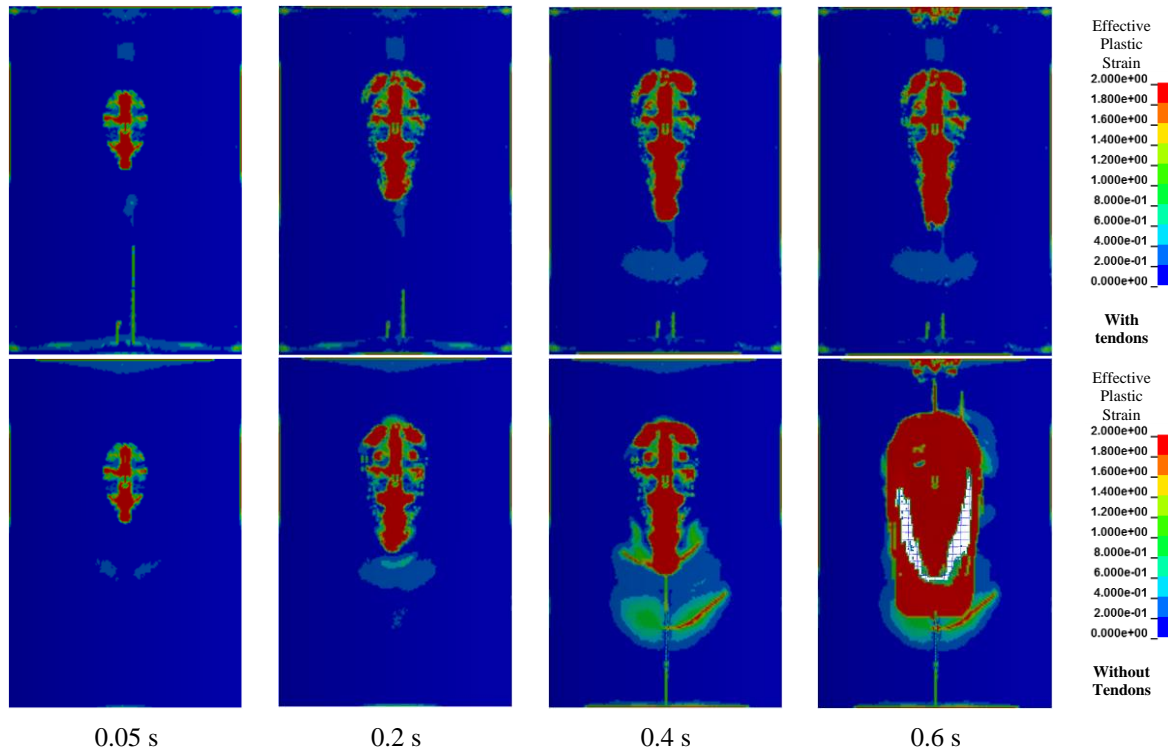 Effective
Plastic
Strain
2.000e+00
1.800e+00
1.600e+00
1.400e+00
1.200e+00
1.000e+00
8.000e-01
6.000e-01
4.000e-01
2.000e-01
0.000e+00
With
tendons
Effective
Plastic
Strain
2.000e+00
1.800e+00
1.600e+00
1.400e+00
1.200e+00
1.000e+00
8.000e-01
6.000e-01
4.000e-01
2.000e-01
0.000e+00
Without
Tendons
0.05 s 0.2 s 0.4 s 0.6 s